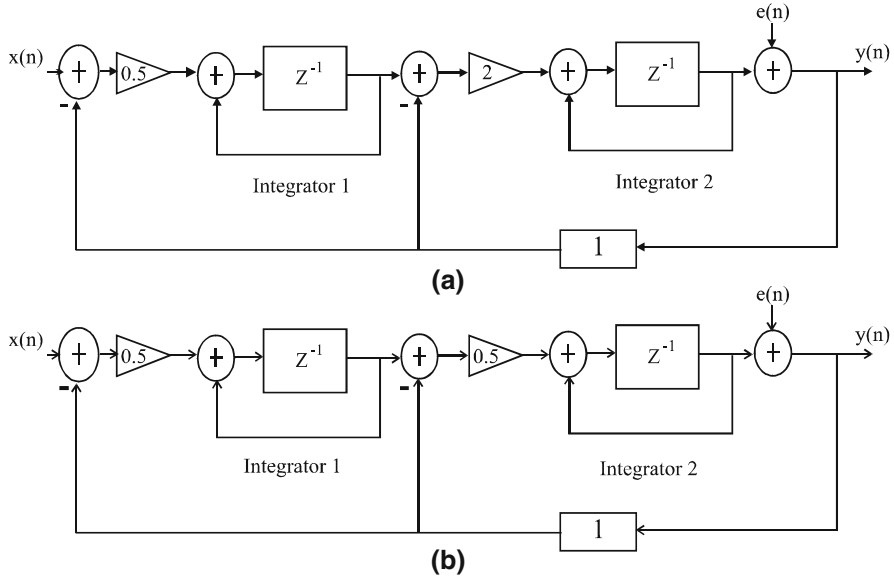 e(n)
x(n)
+
0.5
+
Z⁻¹
+
2
+
Z⁻¹
+
y(n)
-
-
Integrator 1
Integrator 2
1
(a)
e(n)
x(n)
+
0.5
+
Z⁻¹
+
0.5
+
Z⁻¹
+
y(n)
-
-
Integrator 1
Integrator 2
1
(b)